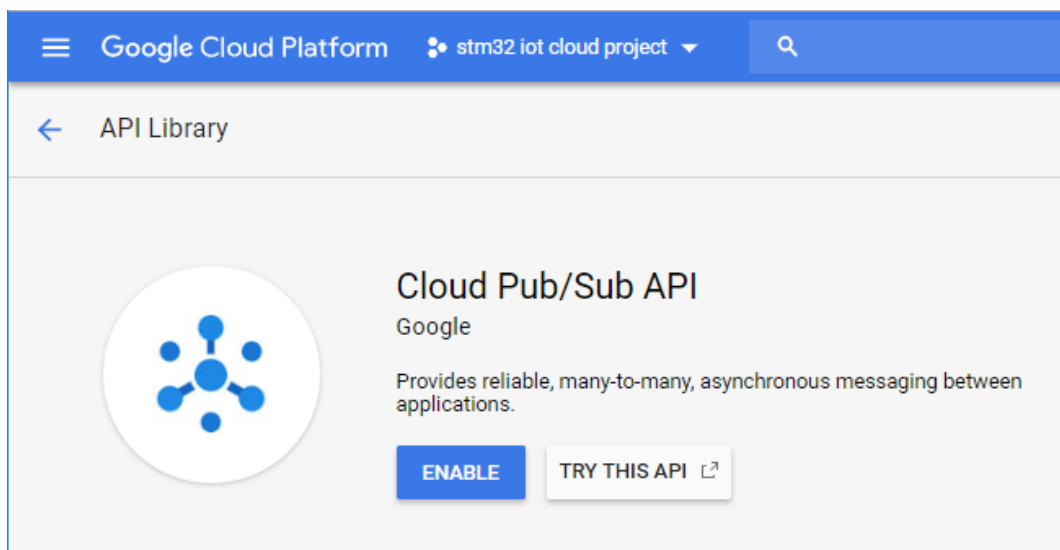 Google Cloud Platform
stm32 iot cloud project
API Library
Cloud Pub/Sub API
Google
Provides reliable, many-to-many, asynchronous messaging between
applications.
ENABLE
TRY THIS API